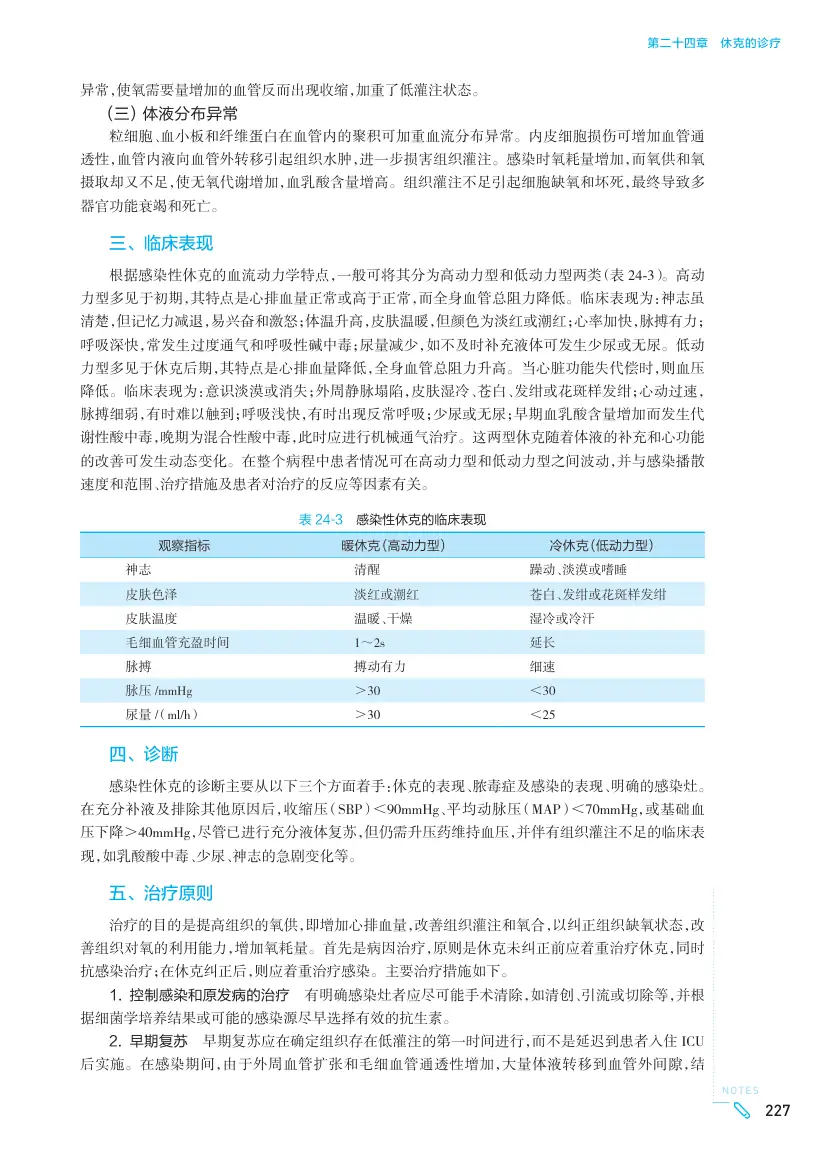 第二十四章 休克的诊疗
异常,使氧需要量增加的血管反而出现收缩,加重了低灌注状态。
（三）体液分布异常
粒细胞、血小板和纤维蛋白在血管内的聚积可加重血流分布异常。内皮细胞损伤可增加血管通
透性,血管内液向血管外转移引起组织水肿,进一步损害组织灌注。感染时氧耗量增加,而氧供和氧
摄取却又不足,使无氧代谢增加,血乳酸含量增高。组织灌注不足引起细胞缺氧和坏死,最终导致多
器官功能衰竭和死亡。
三、临床表现
根据感染性休克的血流动力学特点,一般可将其分为高动力型和低动力型两类（表 24-3）。高动
力型多见于初期,其特点是心排血量正常或高于正常,而全身血管总阻力降低。临床表现为:神志虽
清楚,但记忆力减退,易兴奋和激怒;体温升高,皮肤温暖,但颜色为淡红或潮红;心率加快,脉搏有力;
呼吸深快,常发生过度通气和呼吸性碱中毒;尿量减少,如不及时补充液体可发生少尿或无尿。低动
力型多见于休克后期,其特点是心排血量降低,全身血管总阻力升高。当心脏功能失代偿时,则血压
降低。临床表现为:意识淡漠或消失;外周静脉塌陷,皮肤湿冷、苍白、发绀或花斑样发绀;心动过速,
脉搏细弱,有时难以触到;呼吸浅快,有时出现反常呼吸;少尿或无尿;早期血乳酸含量增加而发生代
谢性酸中毒,晚期为混合性酸中毒,此时应进行机械通气治疗。这两型休克随着体液的补充和心功能
的改善可发生动态变化。在整个病程中患者情况可在高动力型和低动力型之间波动,并与感染播散
速度和范围、治疗措施及患者对治疗的反应等因素有关。
表 24-3 感染性休克的临床表现
观察指标 暖休克（高动力型） 冷休克（低动力型）
神志 清醒 躁动、淡漠或嗜睡
皮肤色泽 淡红或潮红 苍白、发绀或花斑样发绀
皮肤温度 温暖、干燥 湿冷或冷汗
毛细血管充盈时间 1～2s 延长
脉搏 搏动有力 细速
脉压 /mmHg ＞30 ＜30
尿量 /（ml/h） ＞30 ＜25
四、诊断
感染性休克的诊断主要从以下三个方面着手:休克的表现、脓毒症及感染的表现、明确的感染灶。
在充分补液及排除其他原因后,收缩压（SBP）＜90mmHg、平均动脉压（MAP）＜70mmHg,或基础血
压下降＞40mmHg,尽管已进行充分液体复苏,但仍需升压药维持血压,并伴有组织灌注不足的临床表
现,如乳酸酸中毒、少尿、神志的急剧变化等。
五、治疗原则
治疗的目的是提高组织的氧供,即增加心排血量,改善组织灌注和氧合,以纠正组织缺氧状态,改
善组织对氧的利用能力,增加氧耗量。首先是病因治疗,原则是休克未纠正前应着重治疗休克,同时
抗感染治疗;在休克纠正后,则应着重治疗感染。主要治疗措施如下。
1. 控制感染和原发病的治疗 有明确感染灶者应尽可能手术清除,如清创、引流或切除等,并根
据细菌学培养结果或可能的感染源尽早选择有效的抗生素。
2. 早期复苏 早期复苏应在确定组织存在低灌注的第一时间进行,而不是延迟到患者入住 ICU
后实施。在感染期间,由于外周血管扩张和毛细血管通透性增加,大量体液转移到血管外间隙,结
NOTES
227